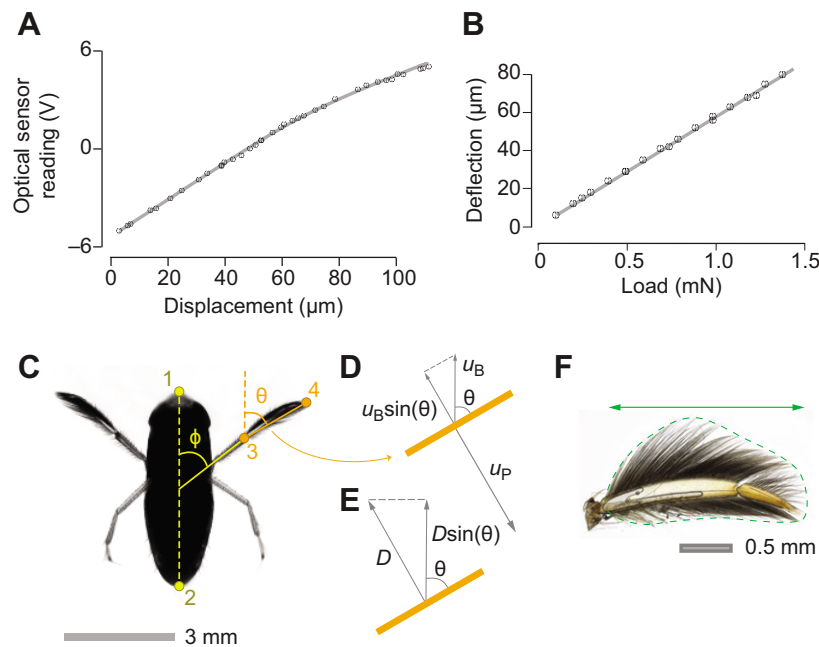 A
Optical sensor
reading (V)
6
0
–6
0 20 40 60 80 100
Displacement (µm)
B
Deflection (µm)
80
60
40
20
0
0 0.5 1.0 1.5
Load (mN)
C
1
θ
4
ϕ
3
2
3 mm
D
uB
uBsin(θ)
θ
uP
E
Dsin(θ)
D
θ
F
0.5 mm